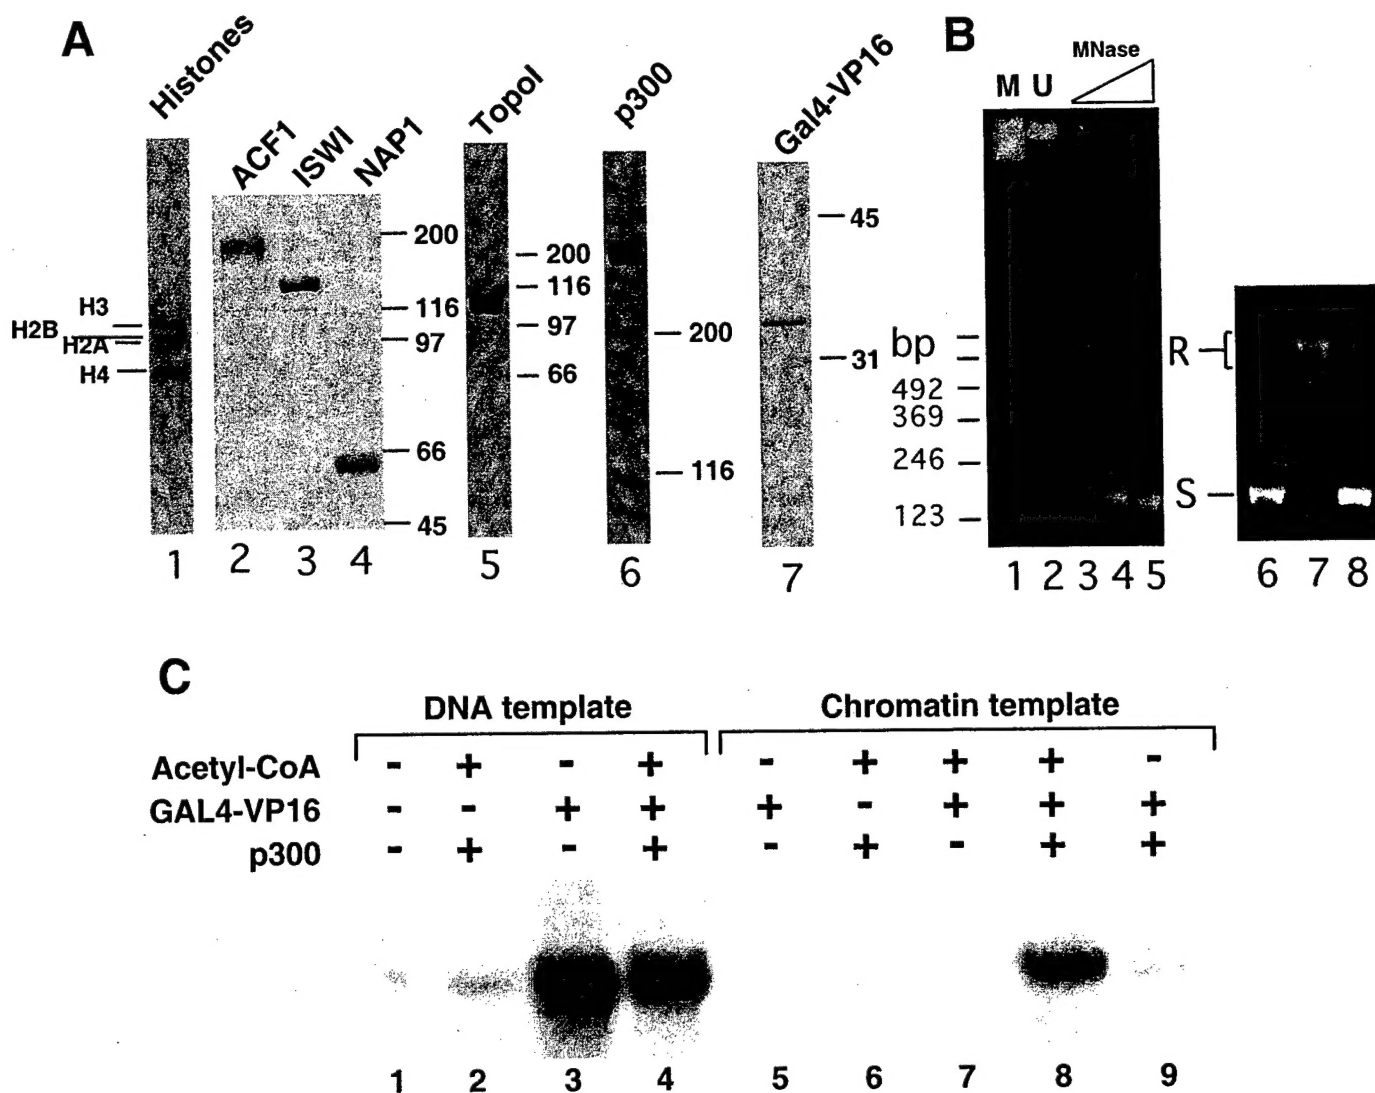 A
Histones
ACF1
ISWI
NAP1
TopoI
p300
Gal4-VP16
H3
H2B
H2A
H4
200
116
97
66
45
200
116
97
66
200
116
45
31
1 2 3 4 5 6 7
B
MNase
M U
bp
492
369
246
123
R
S
1 2 3 4 5 6 7 8
C
DNA template Chromatin template
Acetyl-CoA - + - + - + + + -
GAL4-VP16 - - + + + - + + +
p300 - + - + - + - + +
1 2 3 4 5 6 7 8 9